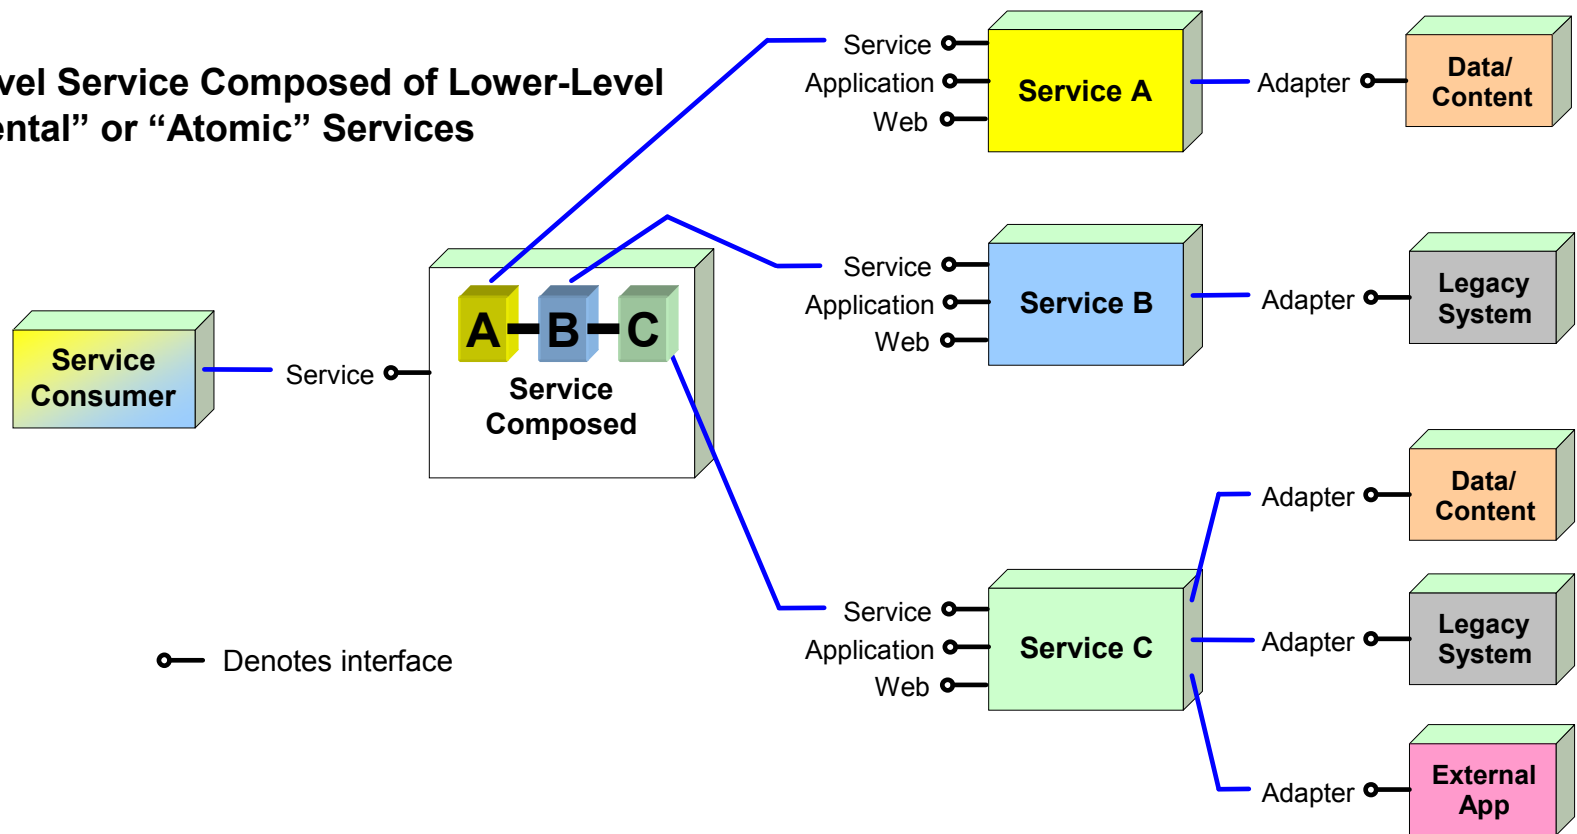 vel Service Composed of Lower-Level
ental” or “Atomic” Services
Service
Application
Web
Service A
Adapter
Data/
Content
Service
Application
Web
Service B
Adapter
Legacy
System
Service
Consumer
Service
A
B
C
Service
Composed
Adapter
Data/
Content
Service
Application
Web
Service C
Adapter
Legacy
System
Adapter
External
App
Denotes interface